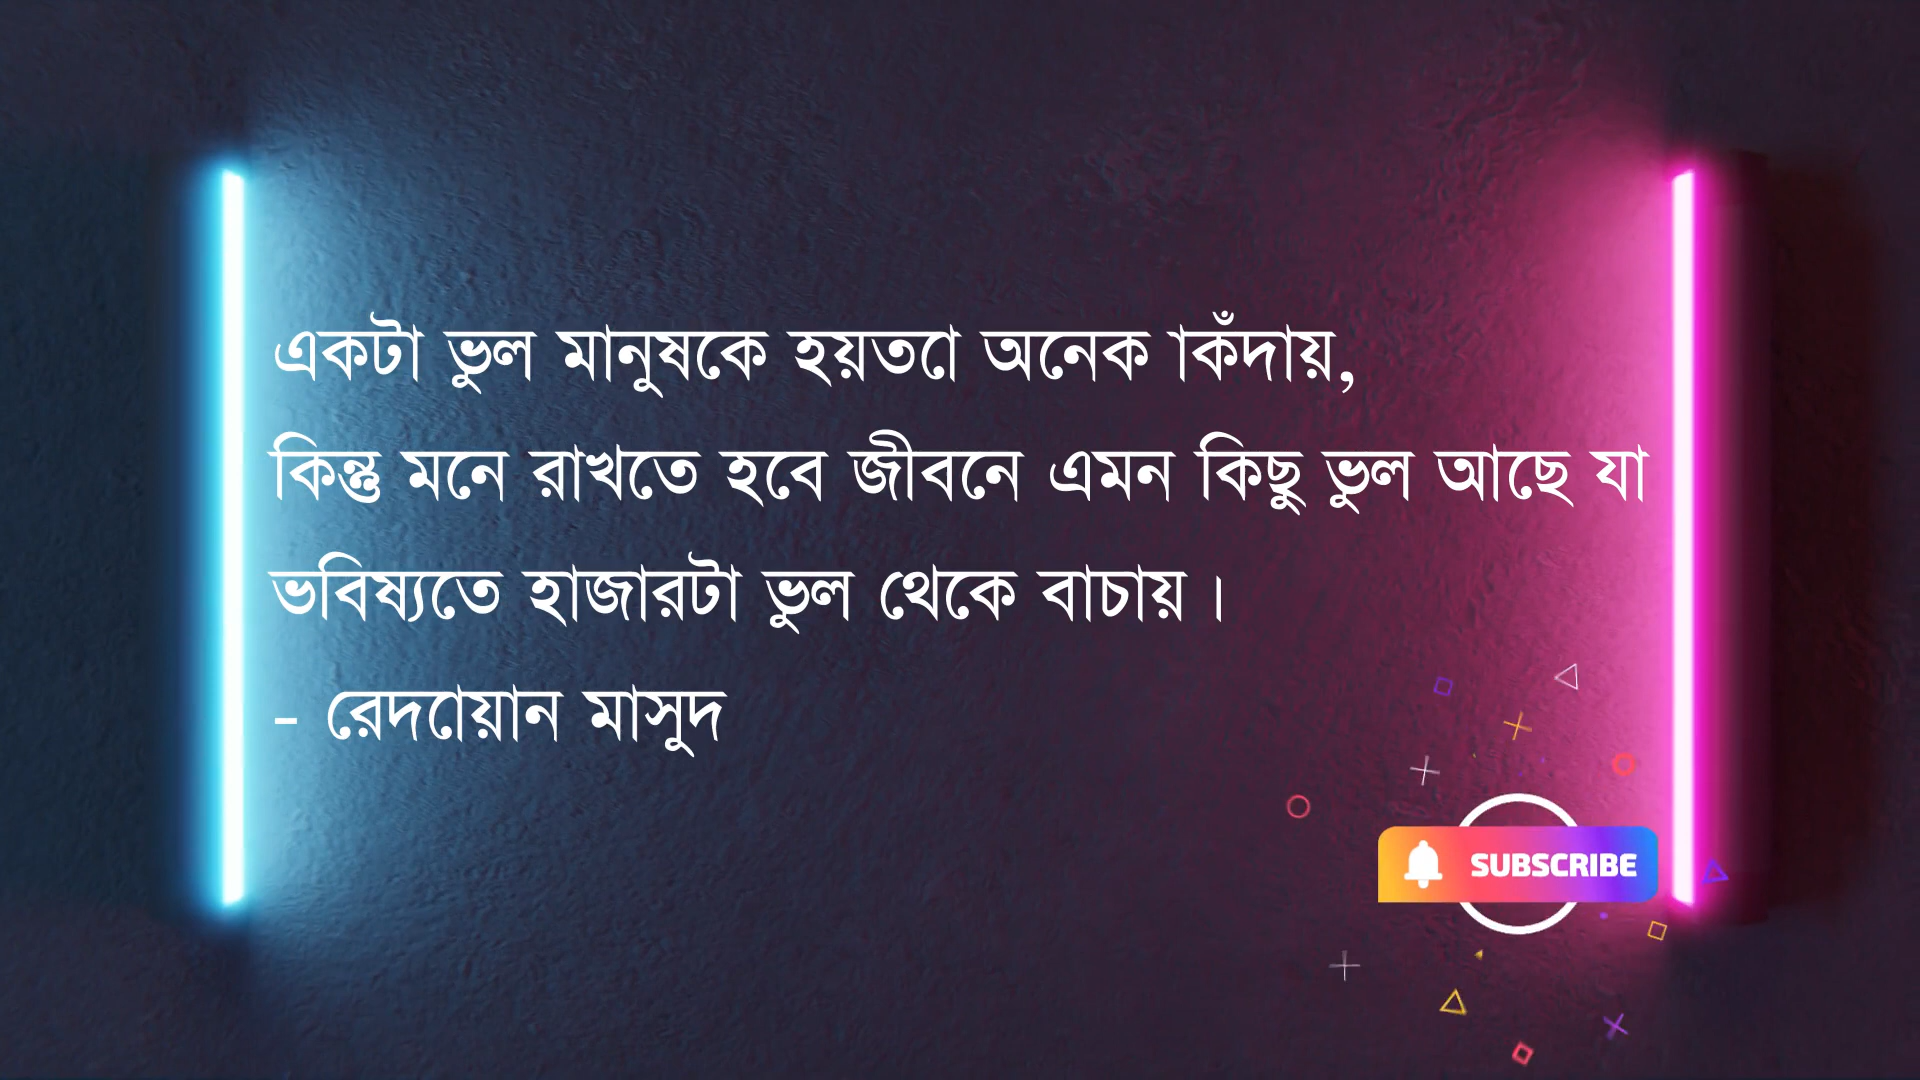 একটা ভুল মানুষকে হয়তো অনেক াকঁদায়,
কিন্তু মনে রাখতে হবে জীবনে এমন কিছু ভুল আছে যা
ভবিষ্যতে হাজারটা ভুল থেকে বাচায়।
- রেদোয়ান মাসুদ
SUBSCRIBE